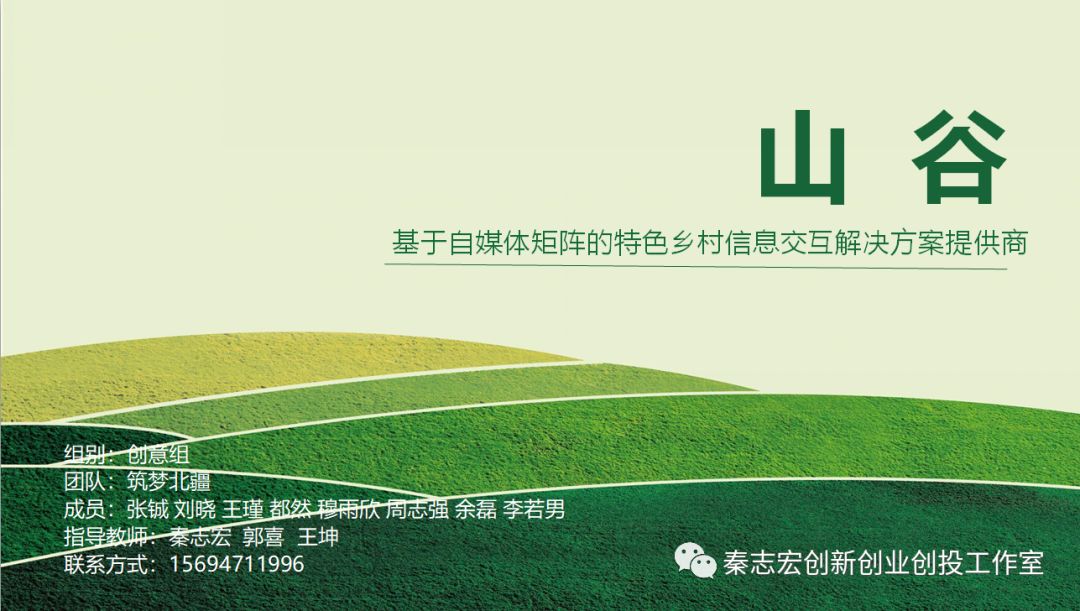 山 谷
基于自媒体矩阵的特色乡村信息交互解决方案提供商
组别：创意组
团队：筑梦北疆
成员：张铖 刘晓 王瑾 都然 穆雨欣 周志强 余磊 李若男
指导教师：秦志宏 郭喜 王坤
联系方式：15694711996
秦志宏创新创业创投工作室